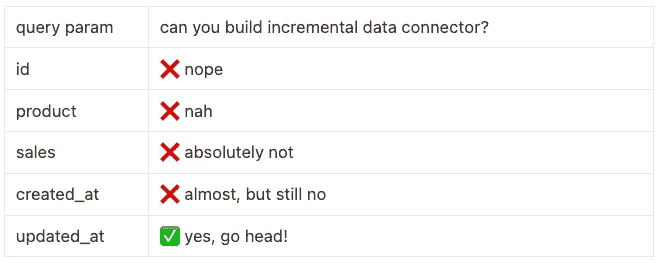 query param can you build incremental data connector?
id ❌ nope
product ❌ nah
sales ❌ absolutely not
created_at ❌ almost, but still no
updated_at ✅ yes, go head!